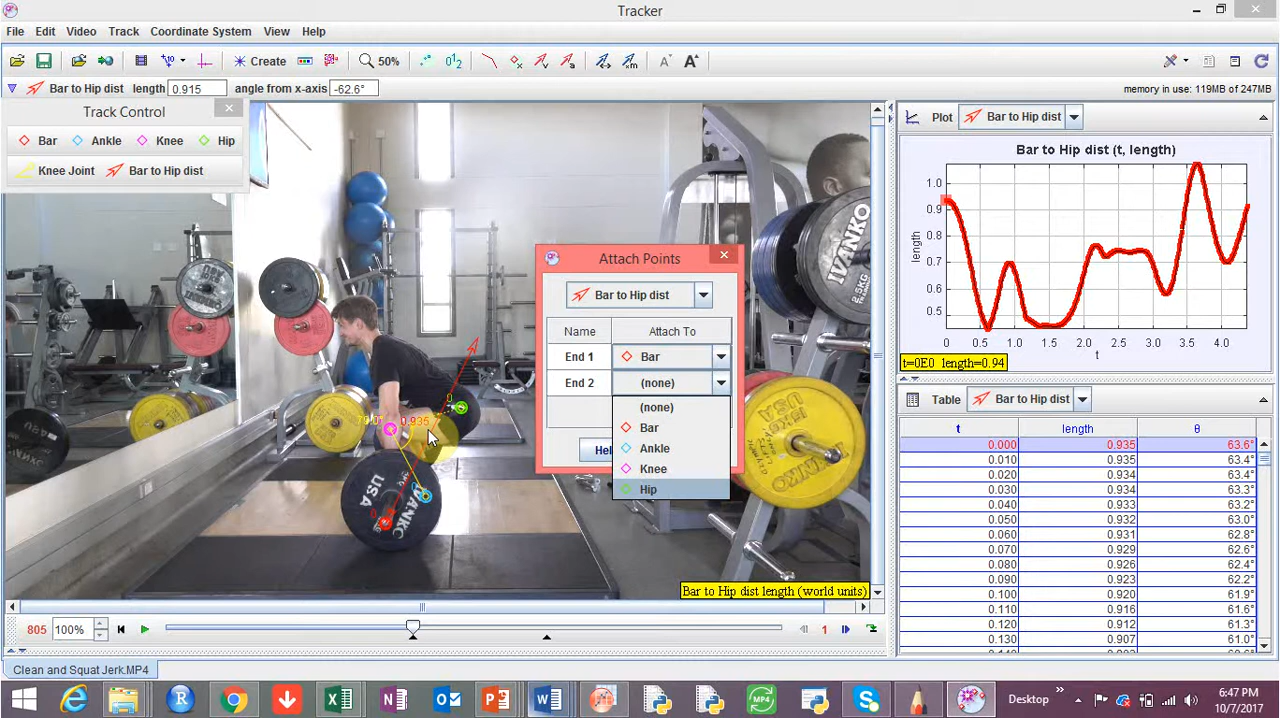 Tracker
File Edit Video Track Coordinate System View Help
Create 50%
Bar to Hip dist length 0.915 angle from x-axis -62.6°
memory in use: 119MB of 247MB
Track Control
Bar Ankle Knee Hip
Knee Joint Bar to Hip dist
Attach Points
Bar to Hip dist
Name Attach To
End 1 Bar
End 2 (none)
(none)
Bar
Ankle
Knee
Hip
Hel
0.935
0
0
USA
IVANKO
IVANKO
2.5KG
USA
USA
IVANKO
Bar to Hip dist length (world units)
805 100% 1
Clean and Squat Jerk.MP4
Plot Bar to Hip dist
Bar to Hip dist (t, length)
length
1.0
0.9
0.8
0.7
0.6
0.5
0.0 0.5 1.0 1.5 2.0 2.5 3.0 3.5 4.0
t
t=0E0 length=0.94
Table Bar to Hip dist
t length θ
0.000 0.935 63.6°
0.010 0.935 63.4°
0.020 0.934 63.4°
0.030 0.934 63.3°
0.040 0.933 63.2°
0.050 0.932 63.0°
0.060 0.931 62.8°
0.070 0.929 62.6°
0.080 0.926 62.4°
0.090 0.923 62.2°
0.100 0.920 61.9°
0.110 0.916 61.6°
0.120 0.912 61.3°
0.130 0.907 61.0°
Desktop
6:47 PM
10/7/2017